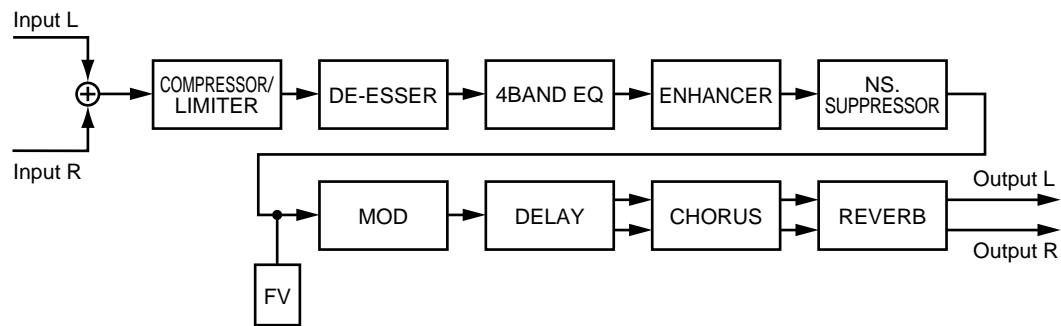 Input L
Input R
COMPRESSOR/
LIMITER
DE-ESSER
4BAND EQ
ENHANCER
NS.
SUPPRESSOR
FV
MOD
DELAY
CHORUS
REVERB
Output L
Output R